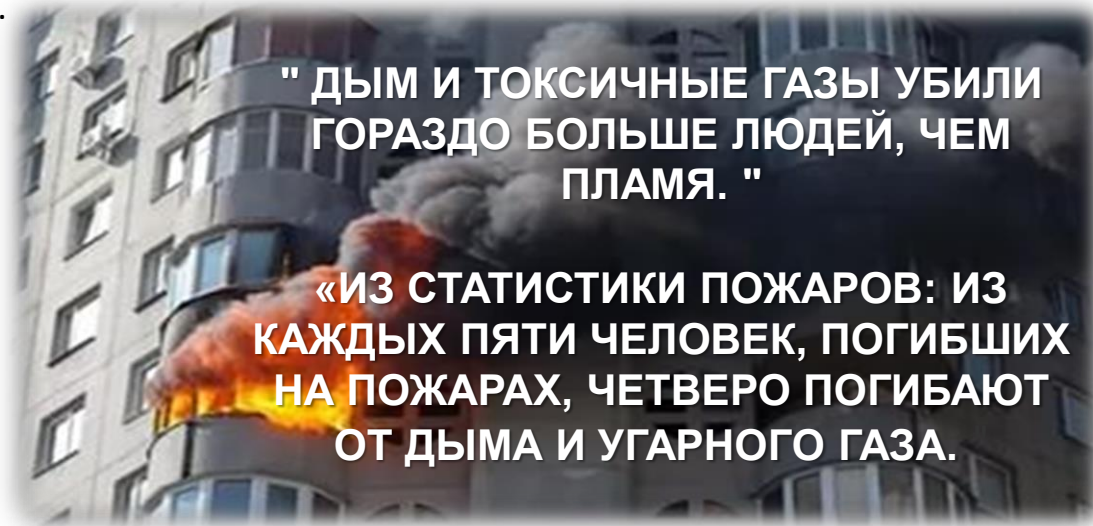 " ДЫМ И ТОКСИЧНЫЕ ГАЗЫ УБИЛИ
ГОРАЗДО БОЛЬШЕ ЛЮДЕЙ, ЧЕМ
ПЛАМЯ. "
«ИЗ СТАТИСТИКИ ПОЖАРОВ: ИЗ
КАЖДЫХ ПЯТИ ЧЕЛОВЕК, ПОГИБШИХ
НА ПОЖАРАХ, ЧЕТВЕРО ПОГИБАЮТ
ОТ ДЫМА И УГАРНОГО ГАЗА.